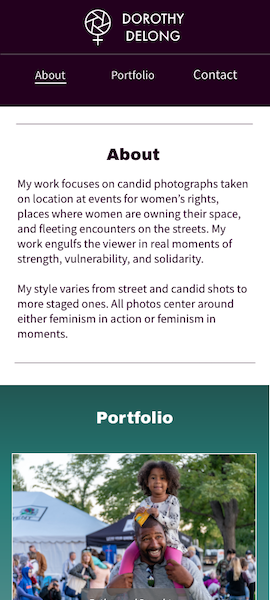 DOROTHY
DELONG
About
Portfolio
Contact
About
My work focuses on candid photographs taken
on location at events for women's rights,
places where women are owning their space,
and fleeting encounters on the streets. My
work engulfs the viewer in real moments of
strength, vulnerability, and solidarity.
My style varies from street and candid shots to
more staged ones. All photos center around
either feminism in action or feminism in
moments.
Portfolio